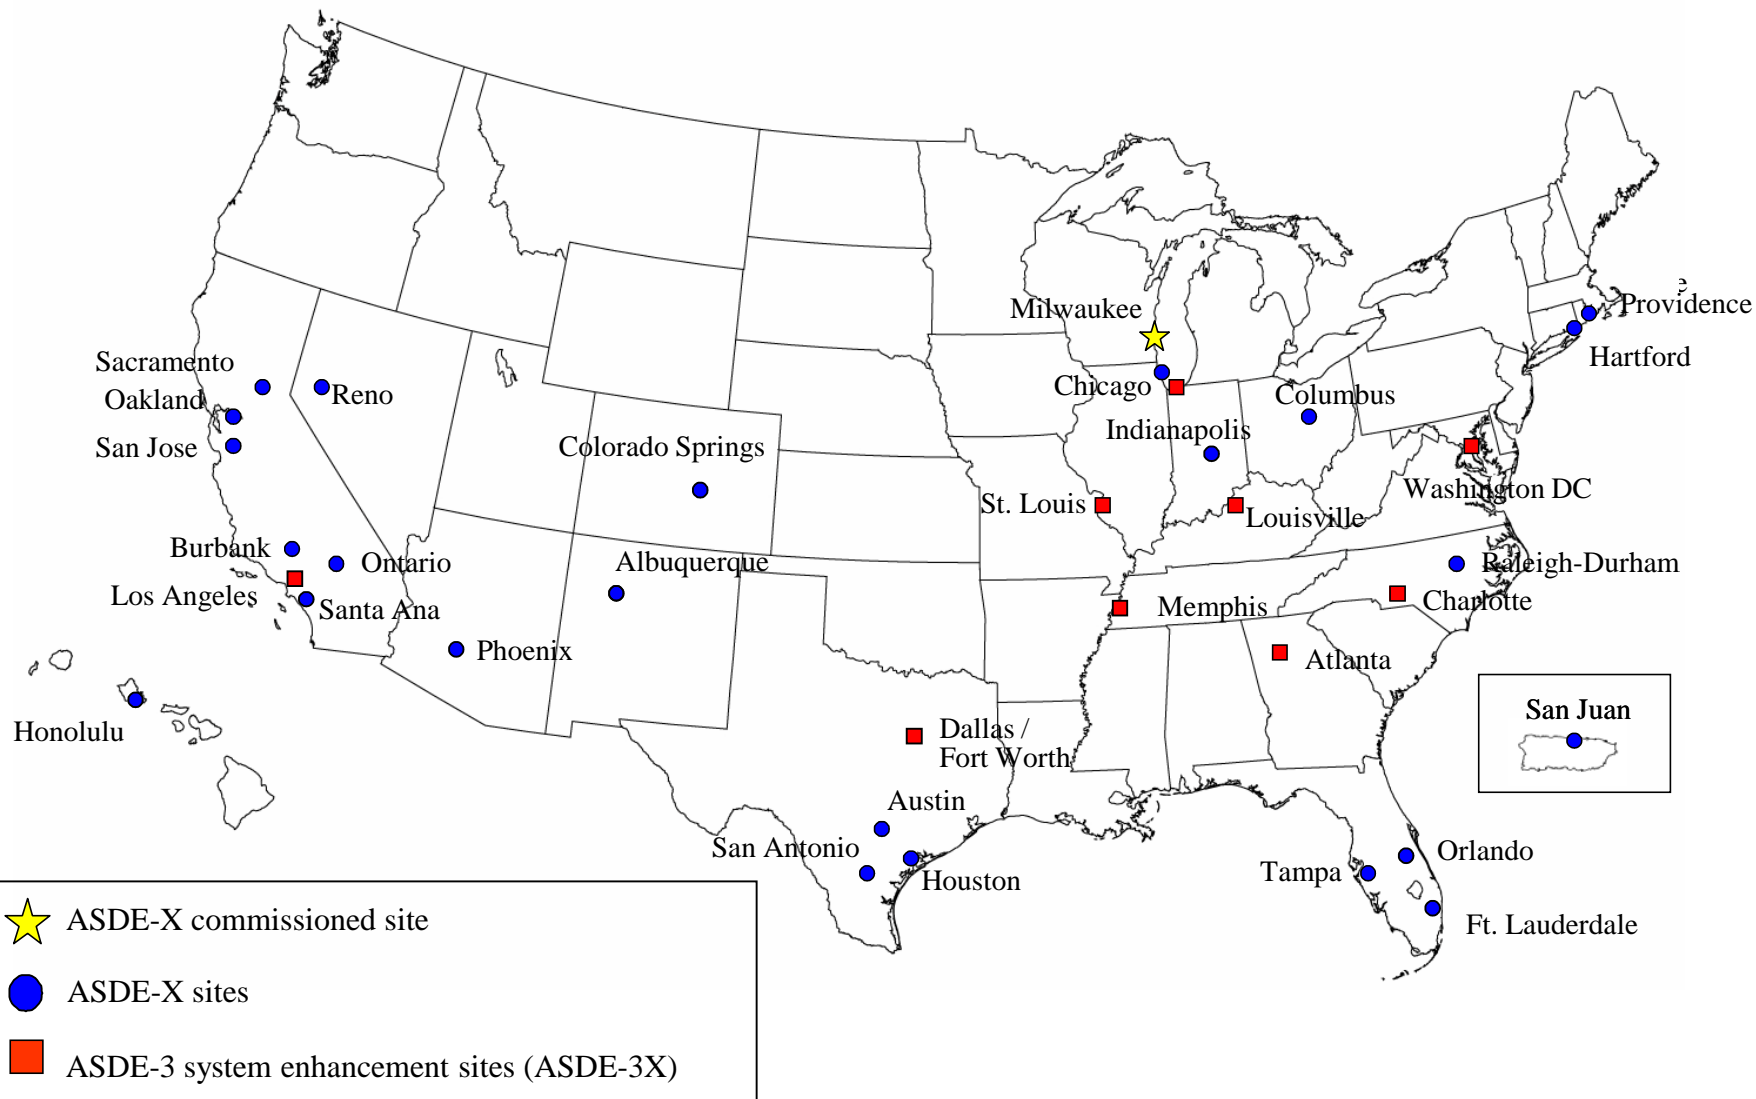 Milwaukee
Providence
Hartford
Sacramento
Oakland
San Jose
Reno
Chicago
Columbus
Indianapolis
Colorado Springs
Washington DC
St. Louis
Louisville
Burbank
Ontario
Los Angeles
Santa Ana
Albuquerque
Raleigh-Durham
Charlotte
Memphis
Phoenix
Atlanta
Honolulu
San Juan
Dallas /
Fort Worth
Austin
San Antonio
Houston
Orlando
Tampa
Ft. Lauderdale
ASDE-X commissioned site
ASDE-X sites
ASDE-3 system enhancement sites (ASDE-3X)